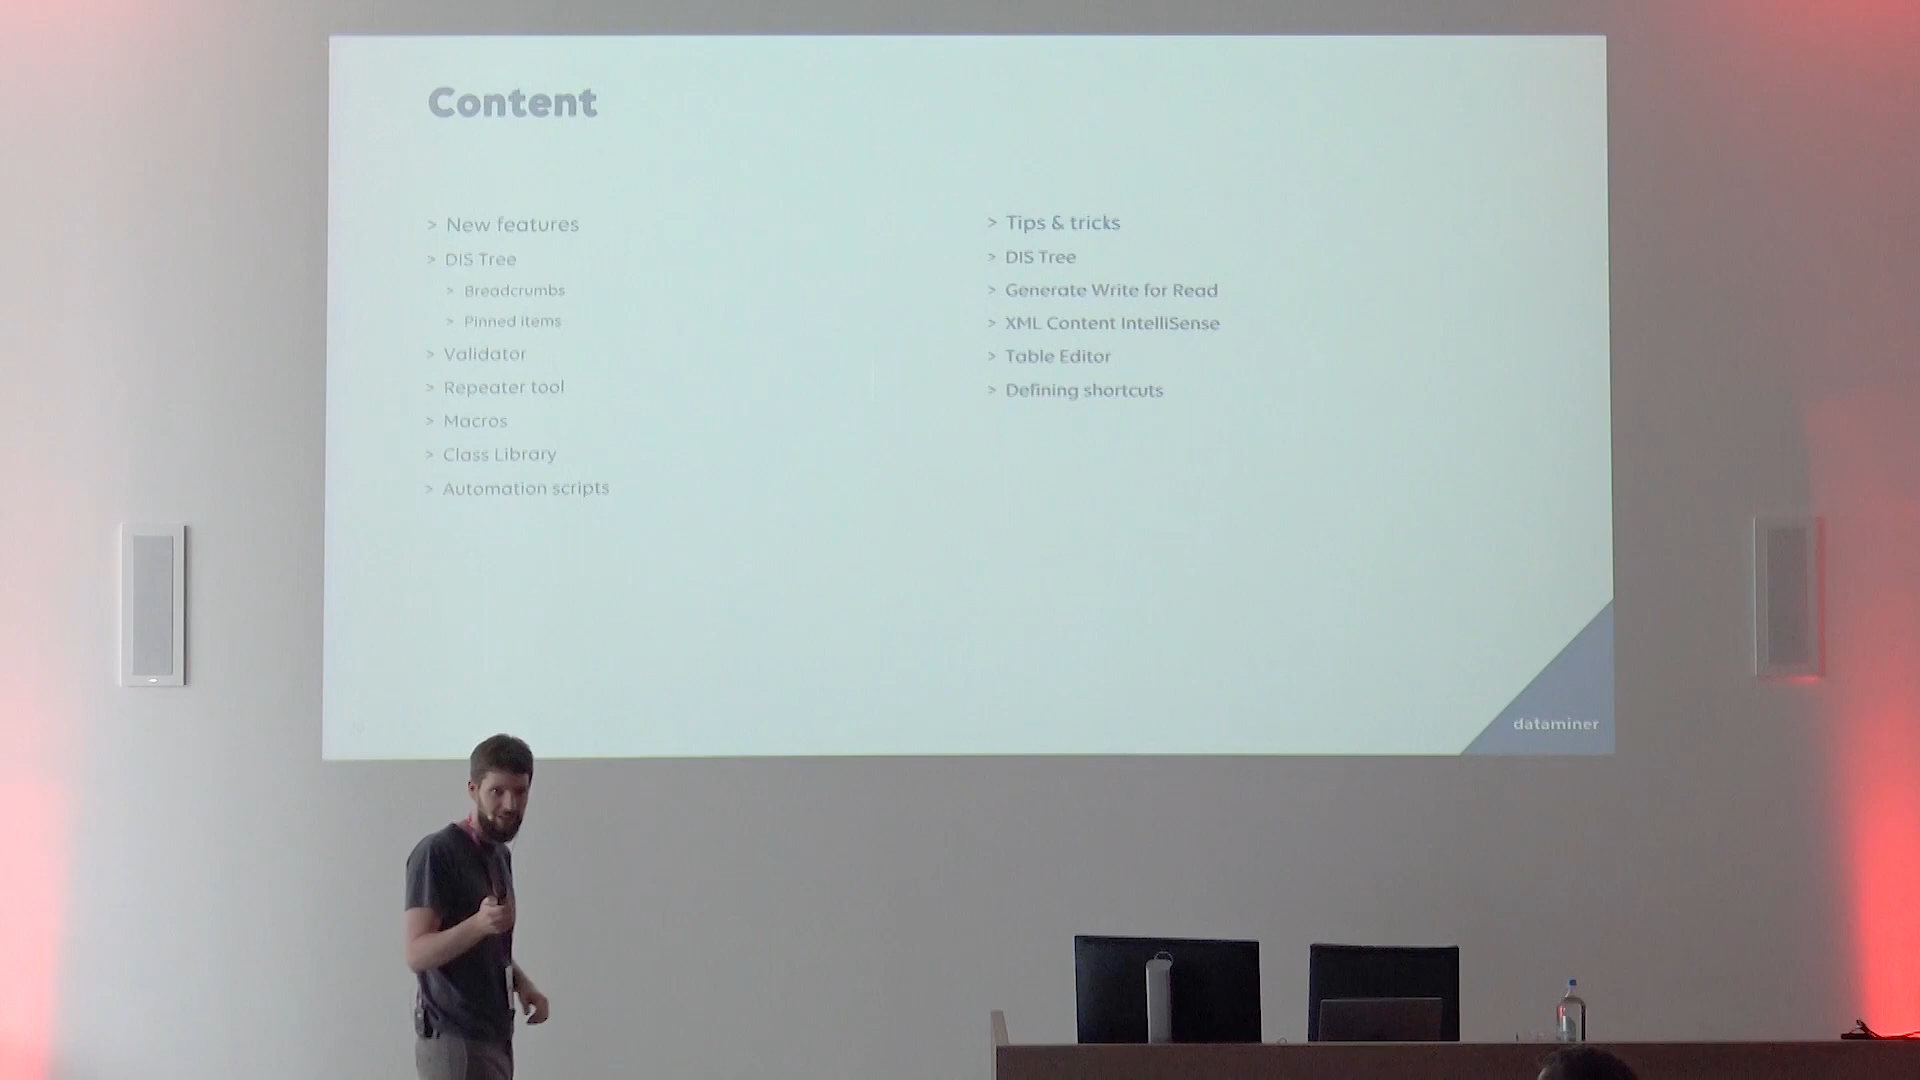 Content
> New features
> DIS Tree
> Breadcrumbs
> Pinned items
> Validator
> Repeater tool
> Macros
> Class Library
> Automation scripts
> Tips & tricks
> DIS Tree
> Generate Write for Read
> XML Content IntelliSense
> Table Editor
> Defining shortcuts
dataminer